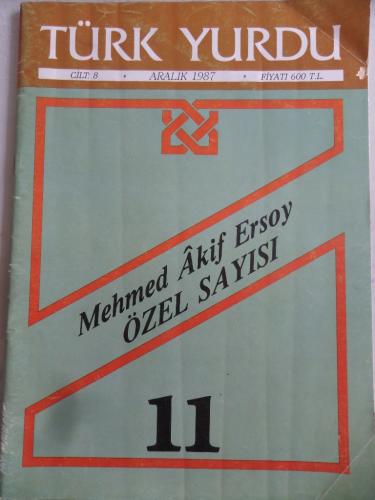 TÜRK YURDU
CİLT: 8 • ARALIK 1987 • FİYATI 600 T.L.
Mehmed Âkif Ersoy
ÖZEL SAYISI
11